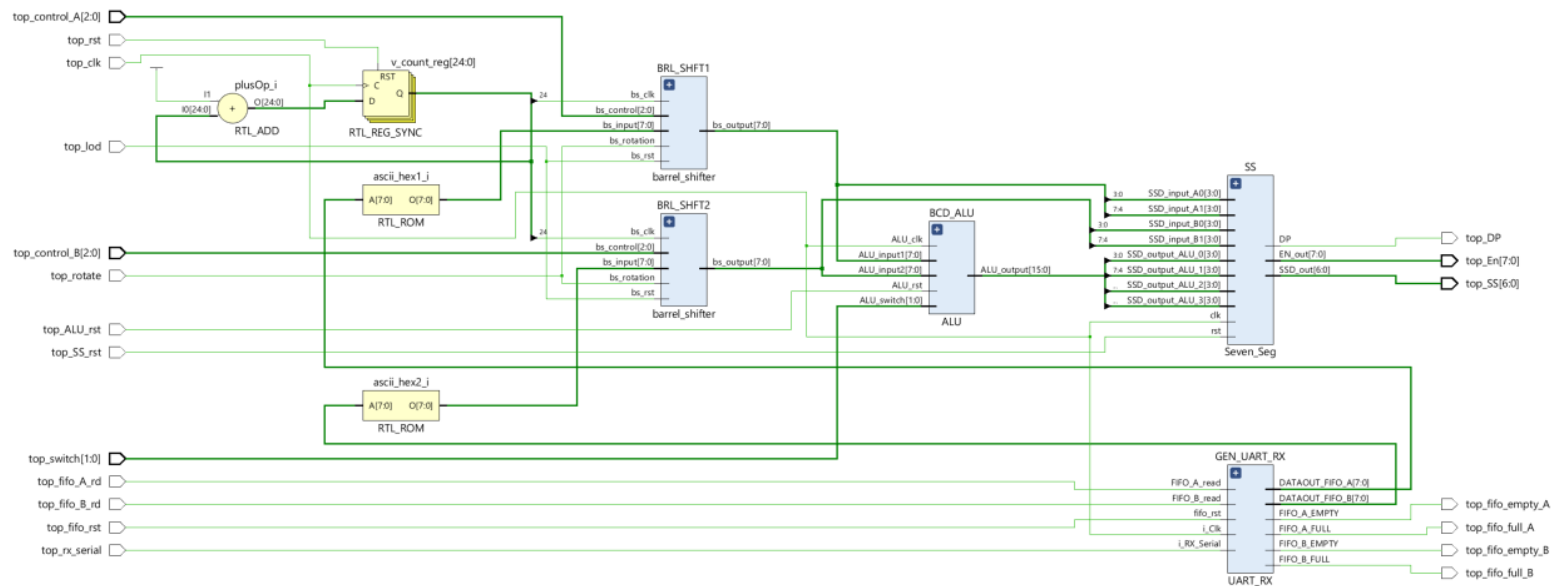 top_control_A[2:0]
top_rst
top_clk
plusOp_i
I1
I0[24:0]
O[24:0]
+
RTL_ADD
v_count_reg[24:0]
RST
C
D
Q
RTL_REG_SYNC
24
BRL_SHFT1
bs_clk
bs_control[2:0]
bs_input[7:0]
bs_rotation
bs_rst
bs_output[7:0]
barrel_shifter
top_lod
ascii_hex1_i
A[7:0] O[7:0]
RTL_ROM
BRL_SHFT2
24
bs_clk
bs_control[2:0]
bs_input[7:0]
bs_rotation
bs_rst
bs_output[7:0]
barrel_shifter
top_control_B[2:0]
top_rotate
top_ALU_rst
top_SS_rst
BCD_ALU
ALU_clk
ALU_input1[7:0]
ALU_input2[7:0]
ALU_rst
ALU_switch[1:0]
ALU_output[15:0]
ALU
SS
3:0 SSD_input_A0[3:0]
7:4 SSD_input_A1[3:0]
3:0 SSD_input_B0[3:0]
7:4 SSD_input_B1[3:0]
3:0 SSD_output_ALU_0[3:0]
7:4 SSD_output_ALU_1[3:0]
.. SSD_output_ALU_2[3:0]
.. SSD_output_ALU_3[3:0]
clk
rst
DP
EN_out[7:0]
SSD_out[6:0]
Seven_Seg
top_DP
top_En[7:0]
top_SS[6:0]
ascii_hex2_i
A[7:0] O[7:0]
RTL_ROM
top_switch[1:0]
top_fifo_A_rd
top_fifo_B_rd
top_fifo_rst
top_rx_serial
GEN_UART_RX
FIFO_A_read
FIFO_B_read
fifo_rst
i_Clk
i_RX_Serial
DATAOUT_FIFO_A[7:0]
DATAOUT_FIFO_B[7:0]
FIFO_A_EMPTY
FIFO_A_FULL
FIFO_B_EMPTY
FIFO_B_FULL
UART_RX
top_fifo_empty_A
top_fifo_full_A
top_fifo_empty_B
top_fifo_full_B